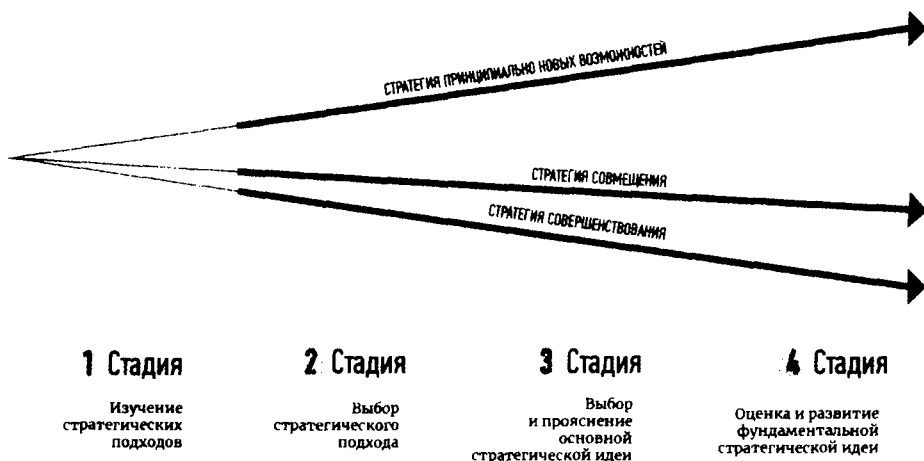 СТРАТЕГИЯ ПРИНЦИПИАЛЬНО НОВЫХ ВОЗМОЖНОСТЕЙ
СТРАТЕГИЯ СОВМЕЩЕНИЯ
СТРАТЕГИЯ СОВЕРШЕНСТВОВАНИЯ
1 Стадия
Изучение
стратегических
подходов
2 Стадия
Выбор
стратегического
подхода
3 Стадия
Выбор
и прояснение
основной
стратегической идеи
4 Стадия
Оценка и развитие
фундаментальной
стратегической идеи